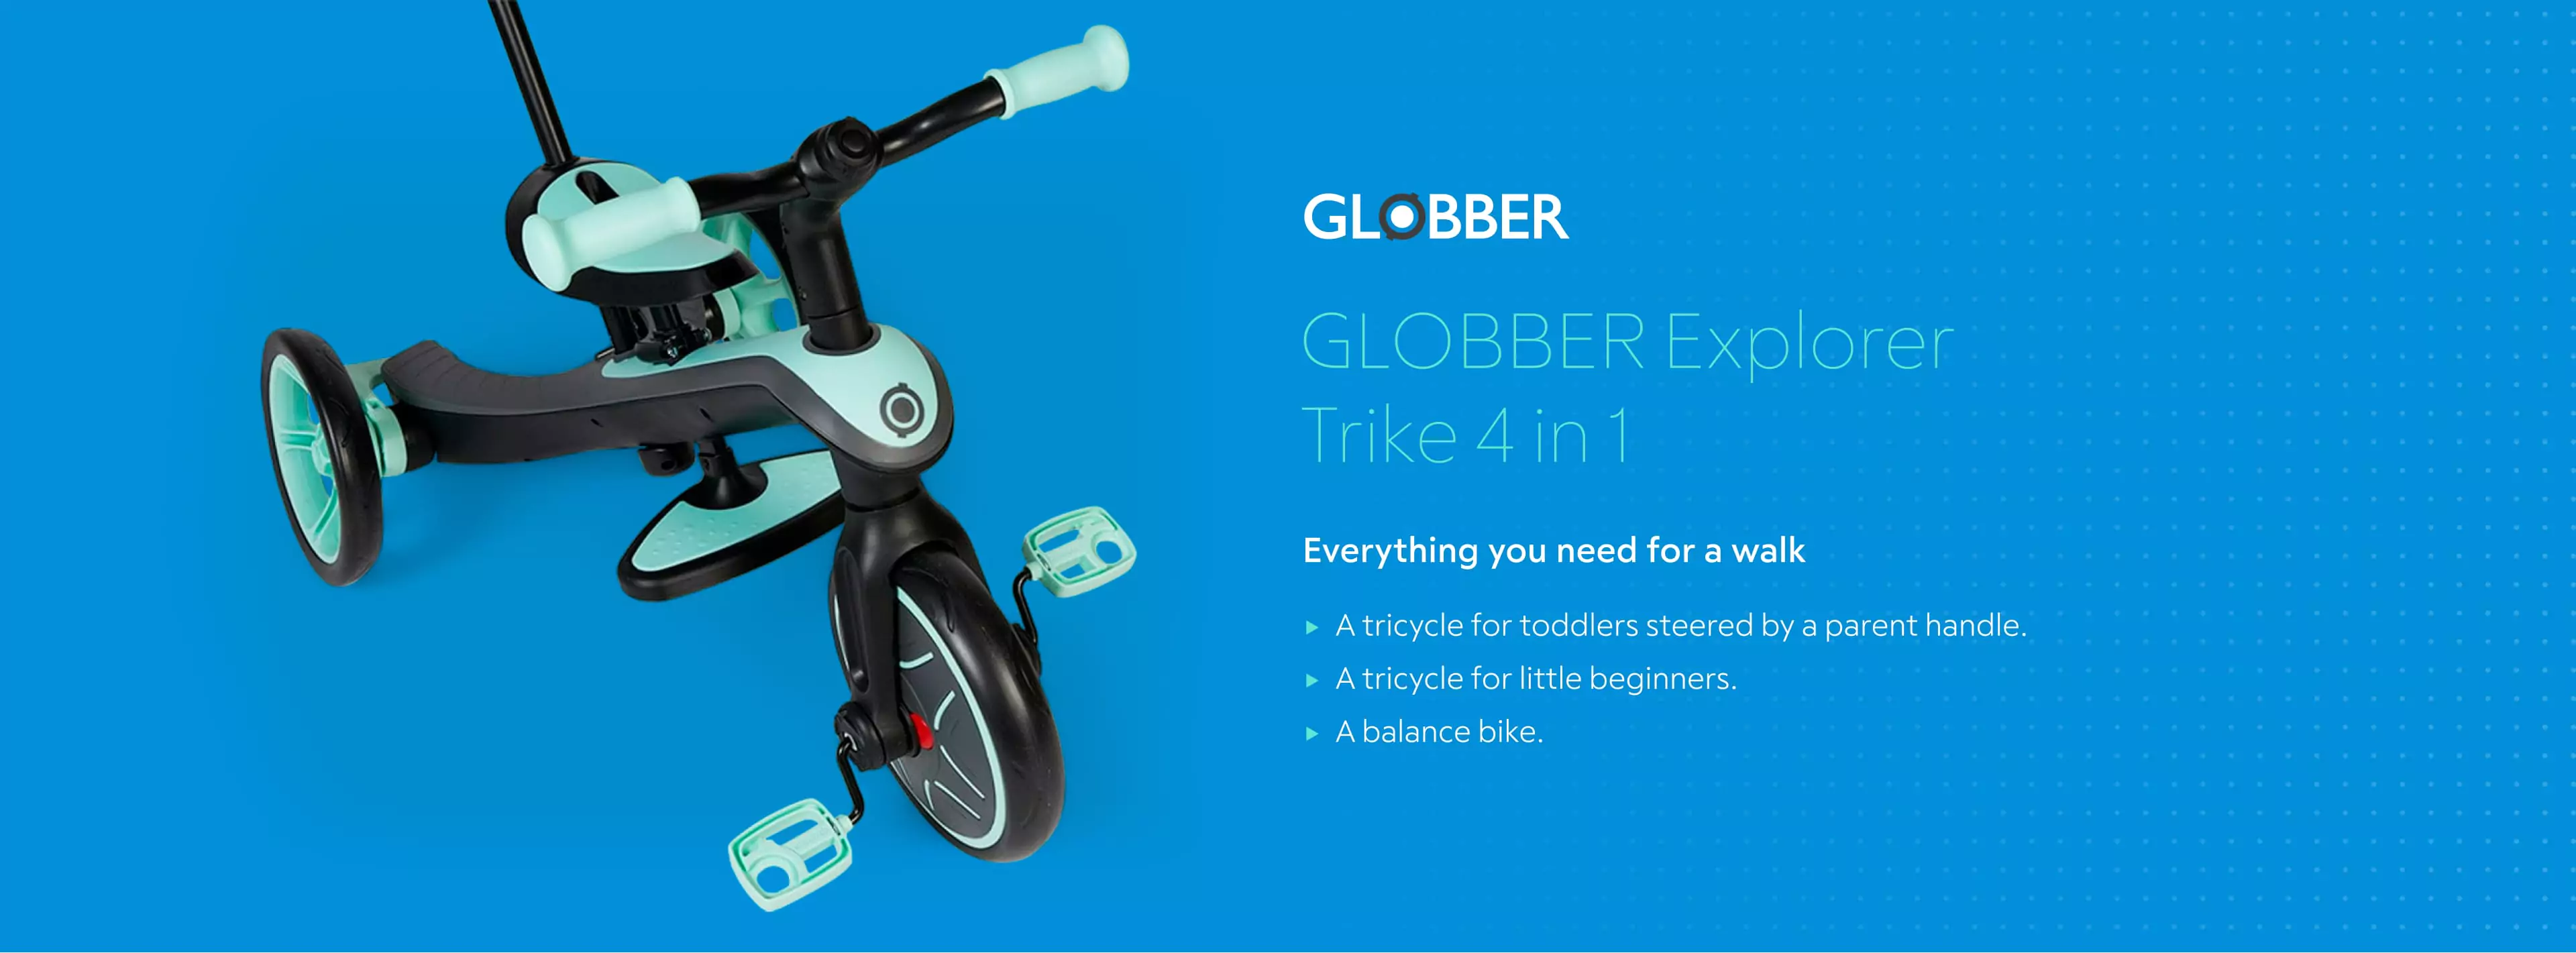 GLOBBER
GLOBBER Explorer
Trike 4 in 1
Everything you need for a walk
A tricycle for toddlers steered by a parent handle.
A tricycle for little beginners.
A balance bike.